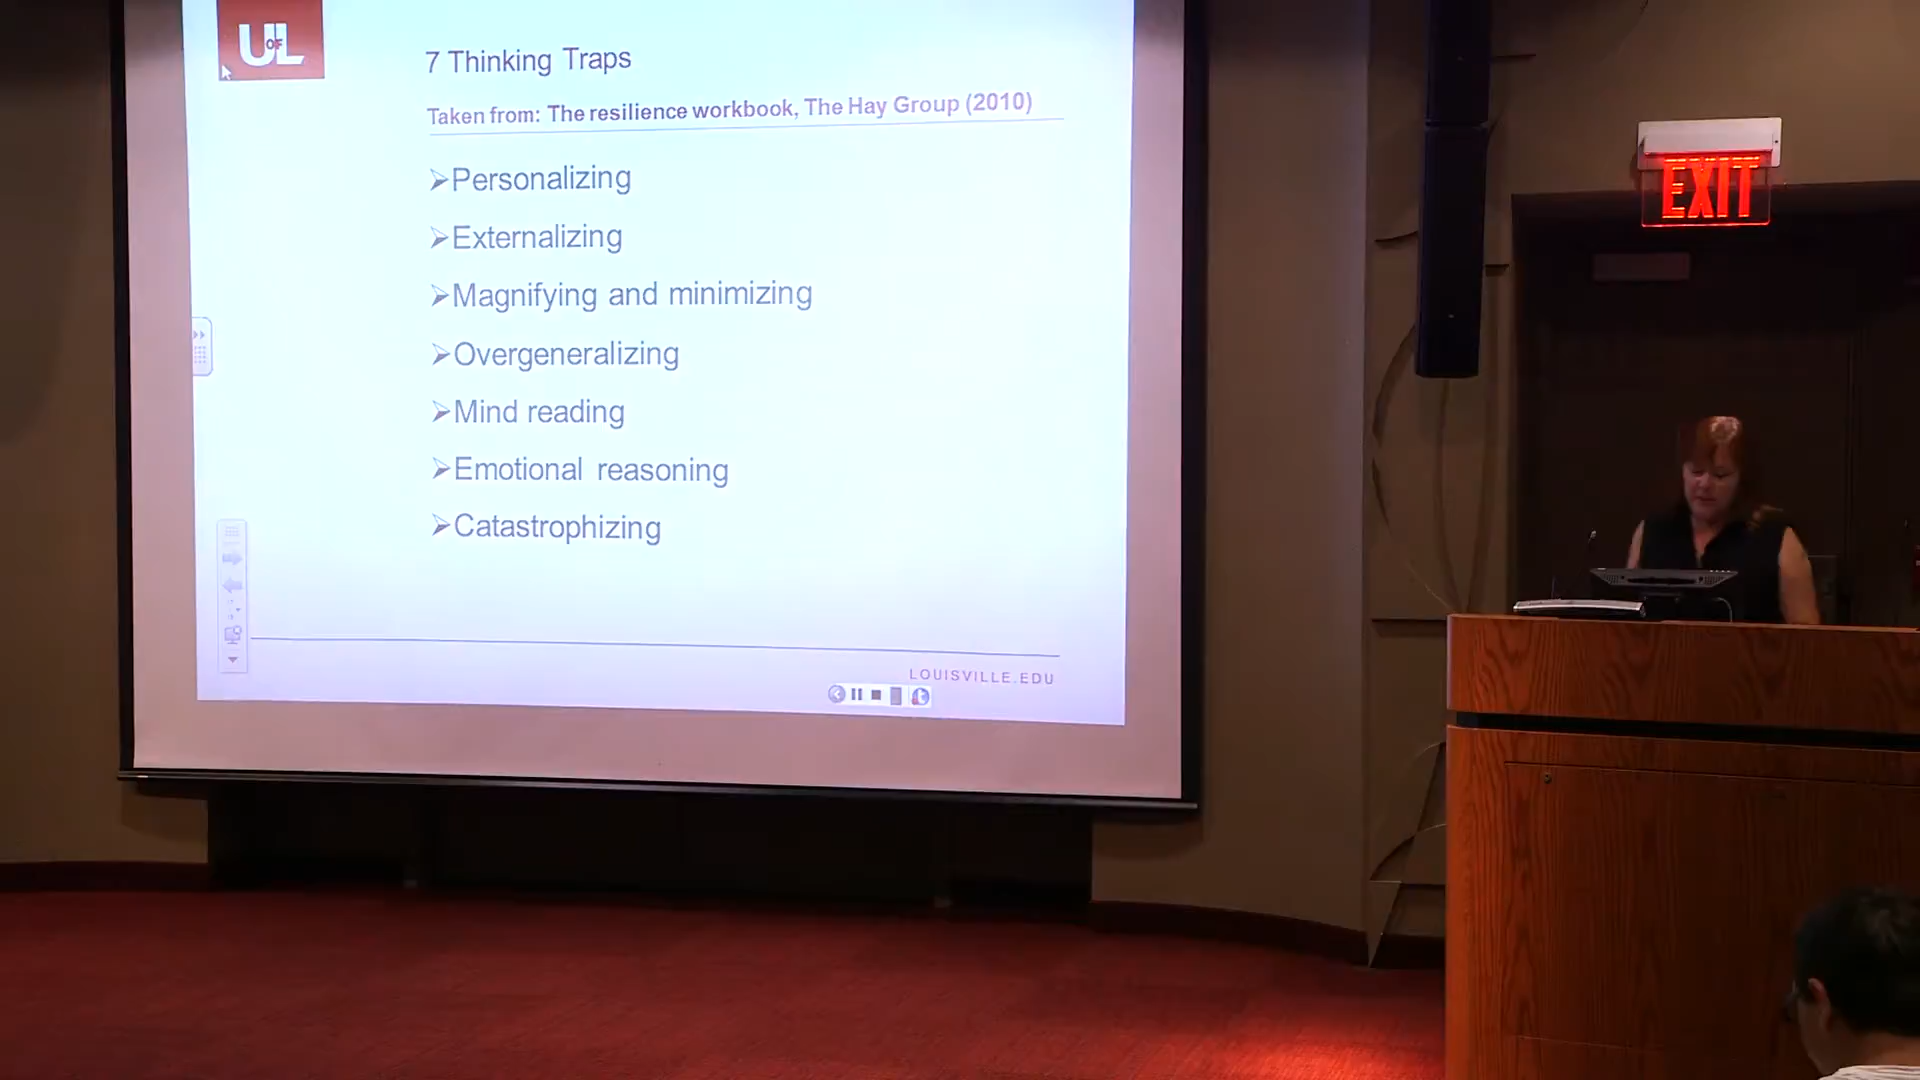 UofL
7 Thinking Traps
Taken from: The resilience workbook, The Hay Group (2010)
➢Personalizing
➢Externalizing
➢Magnifying and minimizing
➢Overgeneralizing
➢Mind reading
➢Emotional reasoning
➢Catastrophizing
LOUISVILLE.EDU
EXIT